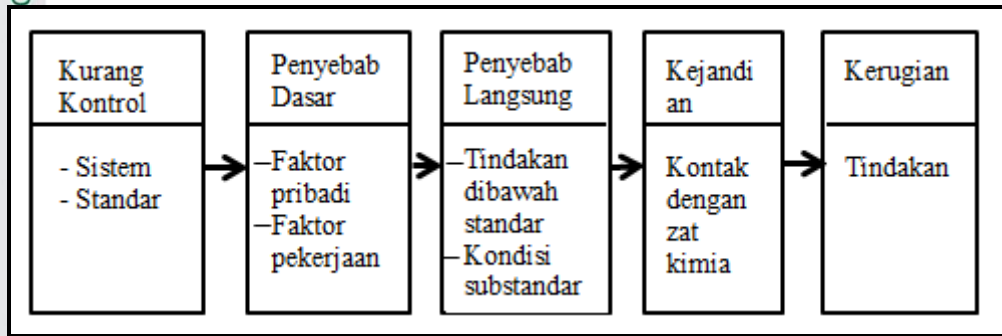 Kurang
Kontrol
- Sistem
- Standar
Penyebab
Dasar
–Faktor
pribadi
–Faktor
pekerjaan
Penyebab
Langsung
–Tindakan
dibawah
standar
–Kondisi
substandar
Kejandi
an
Kontak
dengan
zat
kimia
Kerugian
Tindakan